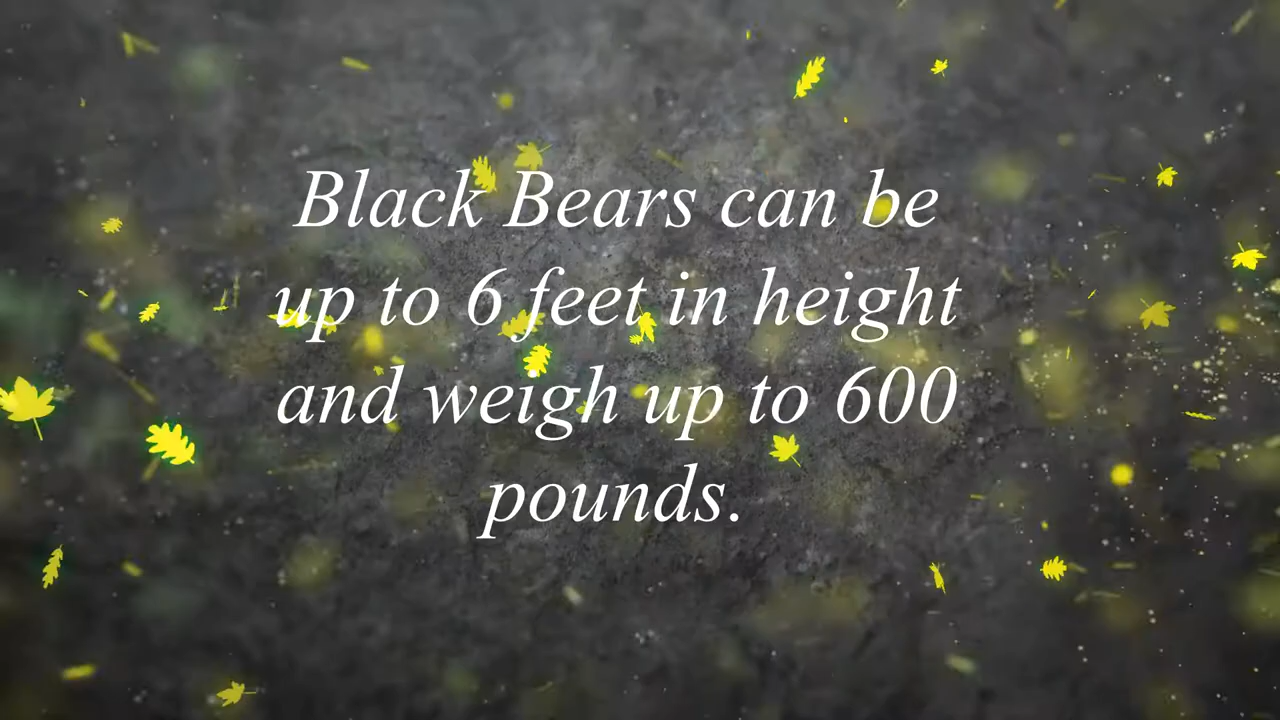 Black Bears can be
up to 6 feet in height
and weigh up to 600
pounds.